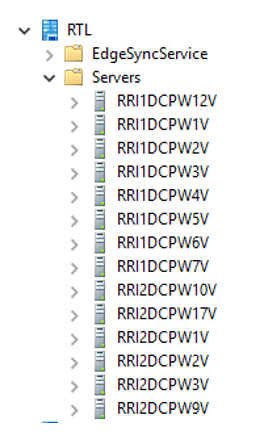 RTL
EdgeSyncService
Servers
RRI1DCPW12V
RRI1DCPW1V
RRI1DCPW2V
RRI1DCPW3V
RRI1DCPW4V
RRI1DCPW5V
RRI1DCPW6V
RRI1DCPW7V
RRI2DCPW10V
RRI2DCPW17V
RRI2DCPW1V
RRI2DCPW2V
RRI2DCPW3V
RRI2DCPW9V